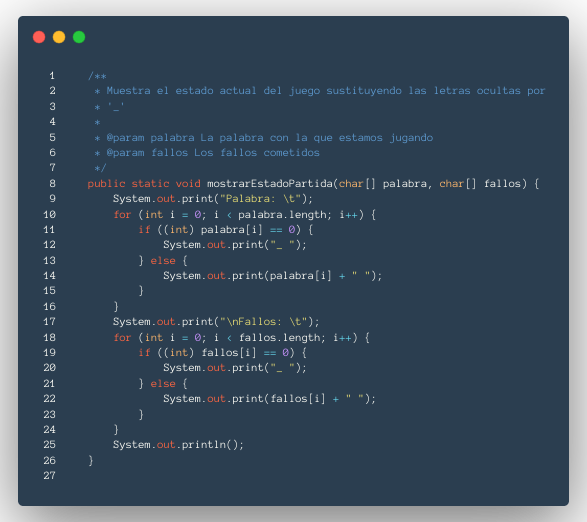 1 /**
2 * Muestra el estado actual del juego sustituyendo las letras ocultas por
3 * '_'
4 *
5 * @param palabra La palabra con la que estamos jugando
6 * @param fallos Los fallos cometidos
7 */
8 public static void mostrarEstadoPartida(char[] palabra, char[] fallos) {
9 System.out.print("Palabra: \t");
10 for (int i = 0; i < palabra.length; i++) {
11 if ((int) palabra[i] == 0) {
12 System.out.print("_ ");
13 } else {
14 System.out.print(palabra[i] + " ");
15 }
16 }
17 System.out.print("\nFallos: \t");
18 for (int i = 0; i < fallos.length; i++) {
19 if ((int) fallos[i] == 0) {
20 System.out.print("_ ");
21 } else {
22 System.out.print(fallos[i] + " ");
23 }
24 }
25 System.out.println();
26 }
27